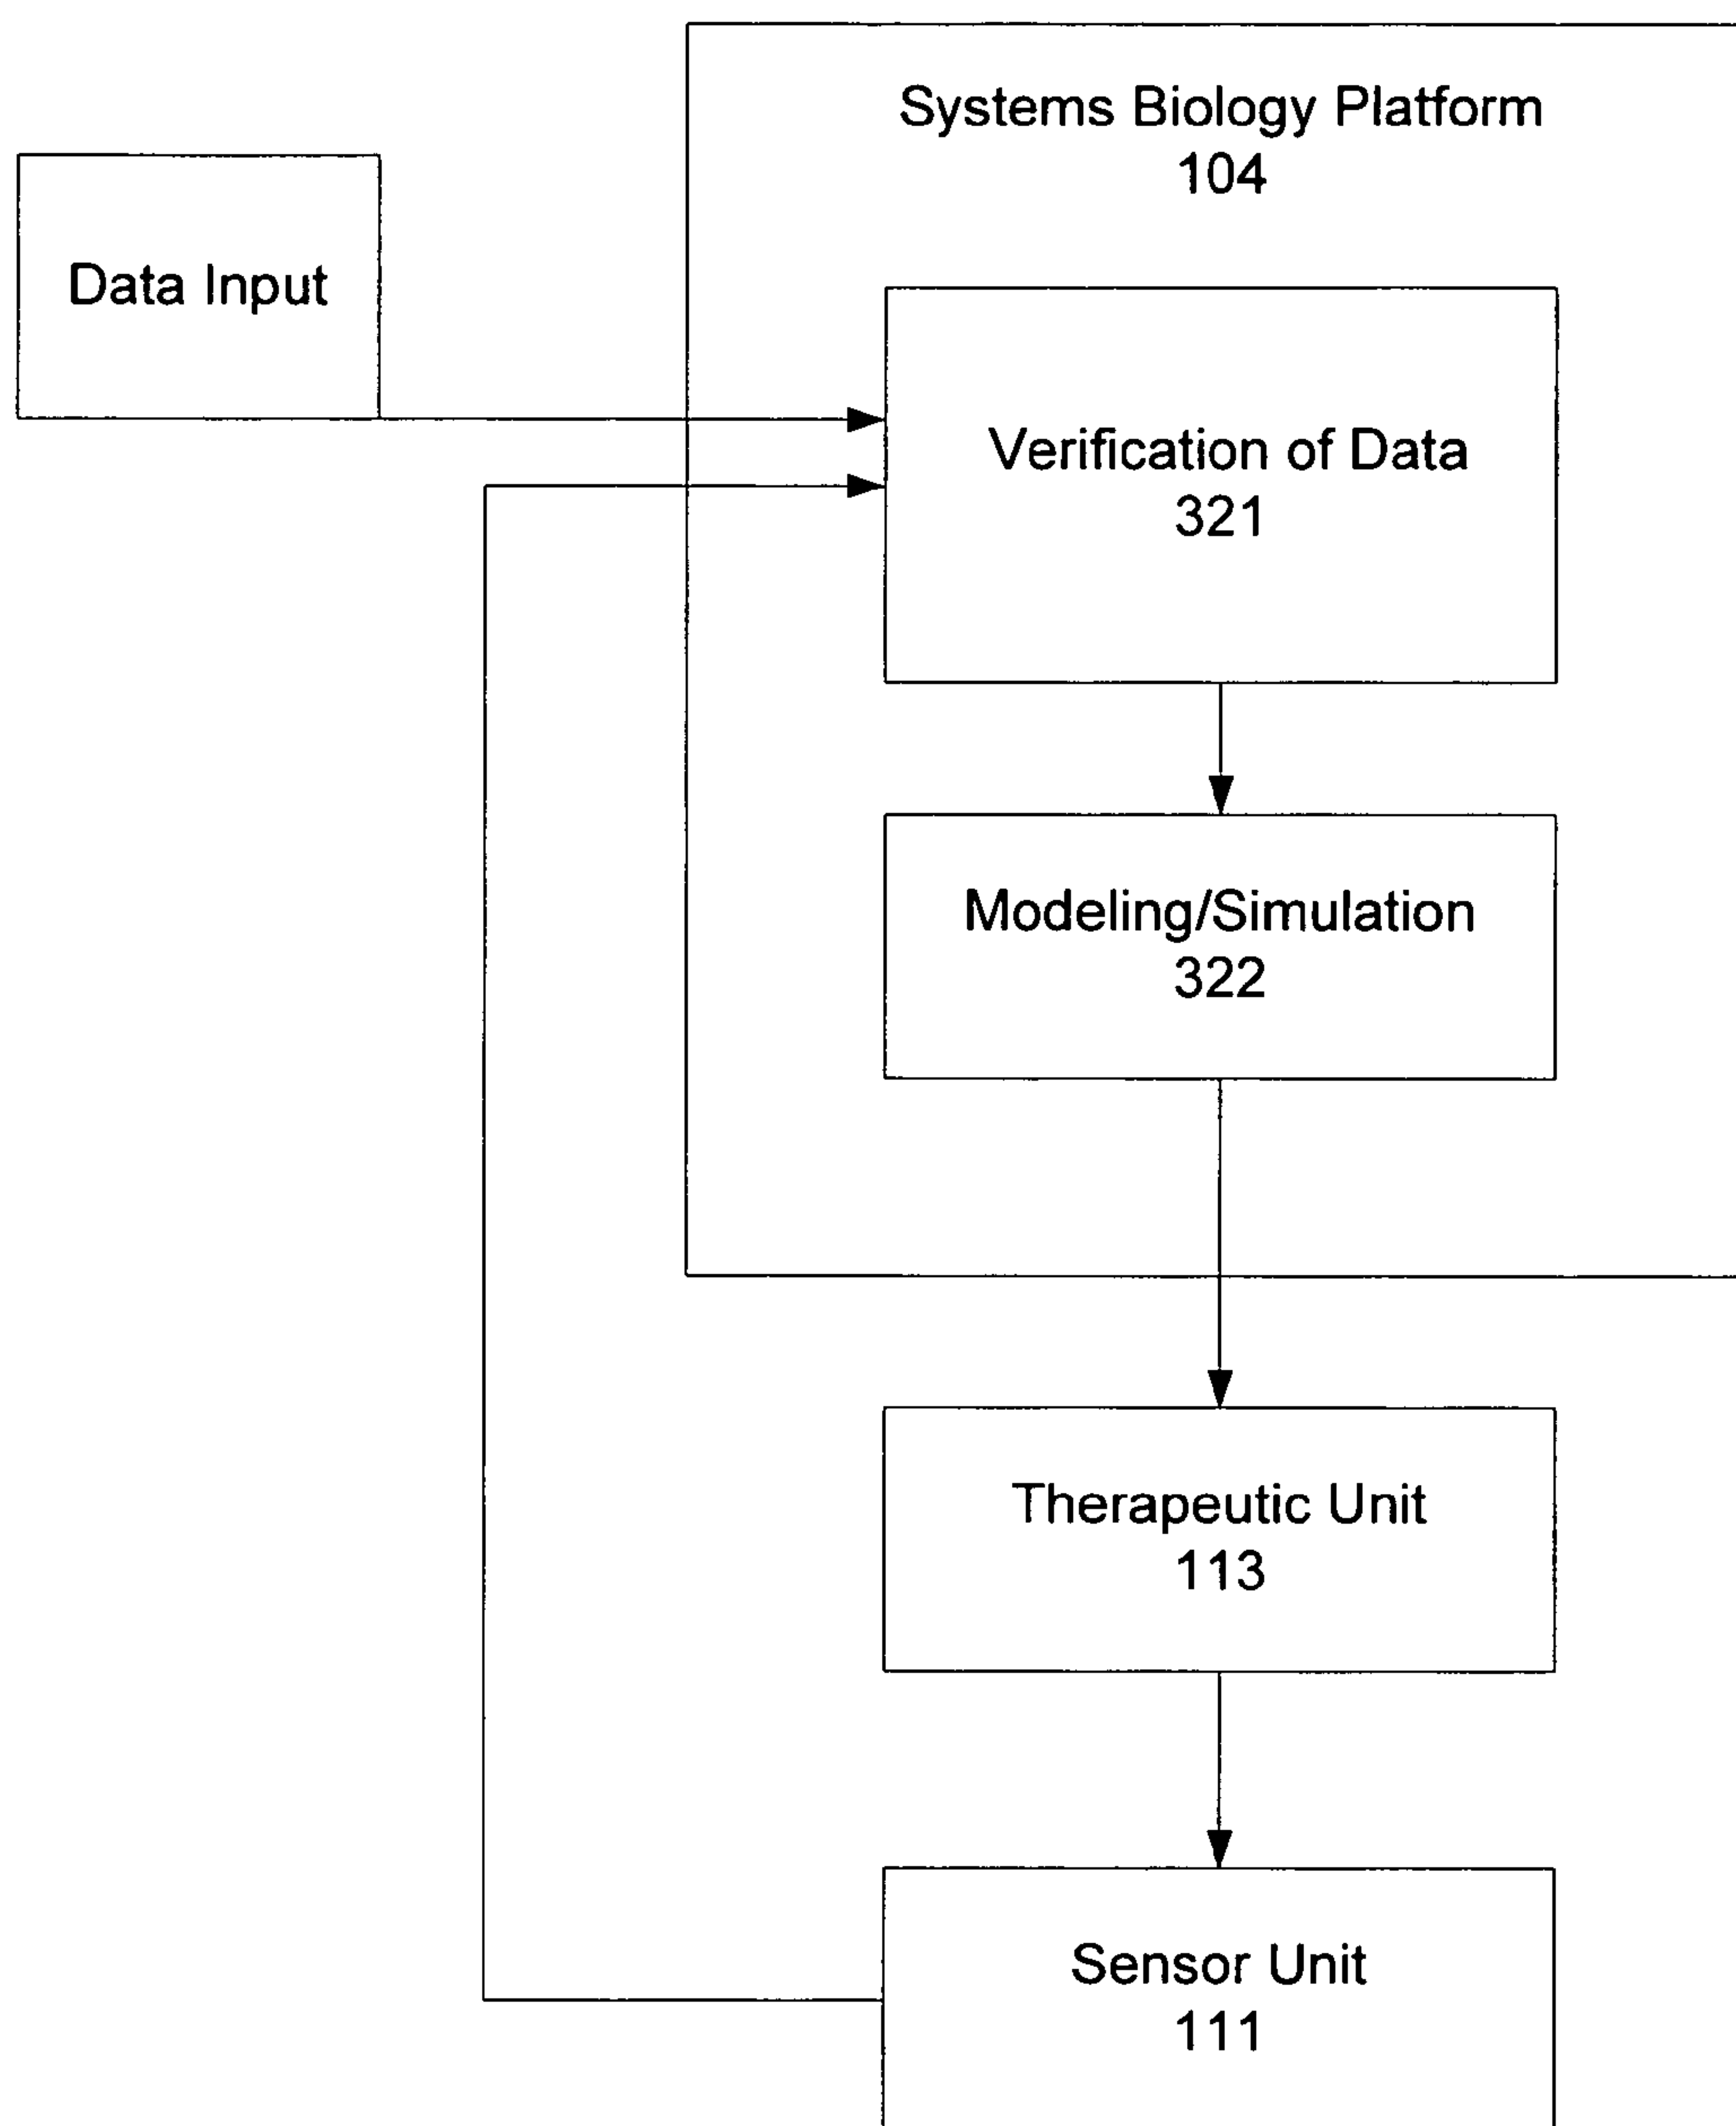 Systems Biology Platform
104
Data Input
Verification of Data
321
Modeling/Simulation
322
Therapeutic Unit
113
Sensor Unit
111